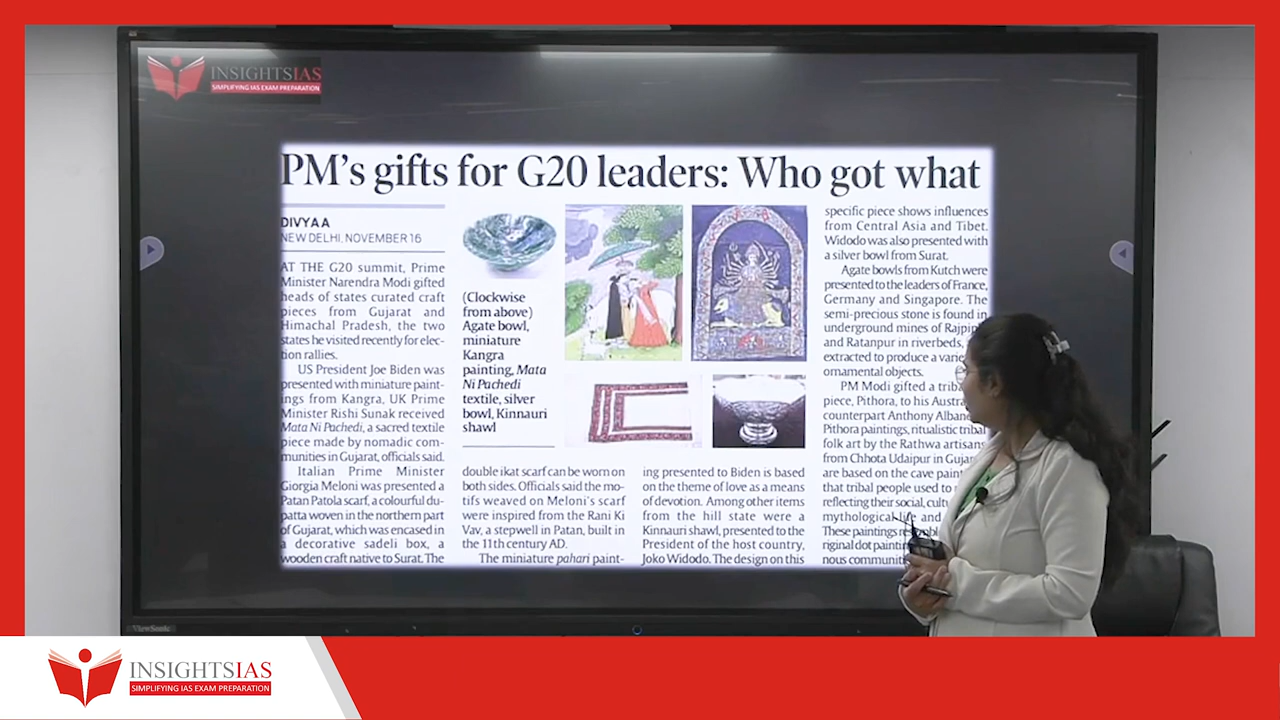 INSIGHTSIAS
SIMPLIFYING IAS EXAM PREPARATION
PM's gifts for G20 leaders: Who got what
DIVYA A
NEW DELHI, NOVEMBER 16
AT THE G20 summit, Prime
Minister Narendra Modi gifted
heads of states curated craft
pieces from Gujarat and
Himachal Pradesh, the two
states he visited recently for elec-
tion rallies.
US President Joe Biden was
presented with miniature paint-
ings from Kangra, UK Prime
Minister Rishi Sunak received
Mata Ni Pachedi, a sacred textile
piece made by nomadic com-
munities in Gujarat, officials said.
Italian Prime Minister
Giorgia Meloni was presented a
Patan Patola scarf, a colourful du-
patta woven in the northern part
of Gujarat, which was encased in
a decorative sadeli box, a
wooden craft native to Surat. The
(Clockwise
from above)
Agate bowl,
miniature
Kangra
painting, Mata
Ni Pachedi
textile, silver
bowl, Kinnauri
shawl
double ikat scarf can be worn on
both sides. Officials said the mo-
tifs weaved on Meloni's scarf
were inspired from the Rani Ki
Vav, a stepwell in Patan, built in
the 11th century AD.
The miniature pahari paint-
ing presented to Biden is based
on the theme of love as a means
of devotion. Among other items
from the hill state were a
Kinnauri shawl, presented to the
President of the host country,
Joko Widodo. The design on this
specific piece shows influences
from Central Asia and Tibet.
Widodo was also presented with
a silver bowl from Surat.
Agate bowls from Kutch were
presented to the leaders of France,
Germany and Singapore. The
semi-precious stone is found in
underground mines of
and Ratanpur in riverbeds,
extracted to produce a
ornamental objects.
PM Modi gifted a
piece, Pithora, to his
counterpart Anthony
Pithora paintings, ritualistic tribal
folk art by the Rathwa artisans
from Chhota Udaipur in
are based on the cave
that tribal people used to
reflecting their social,
mythological life and
These paintings
ViewSonic
INSIGHTSIAS
SIMPLIFYING IAS EXAM PREPARATION